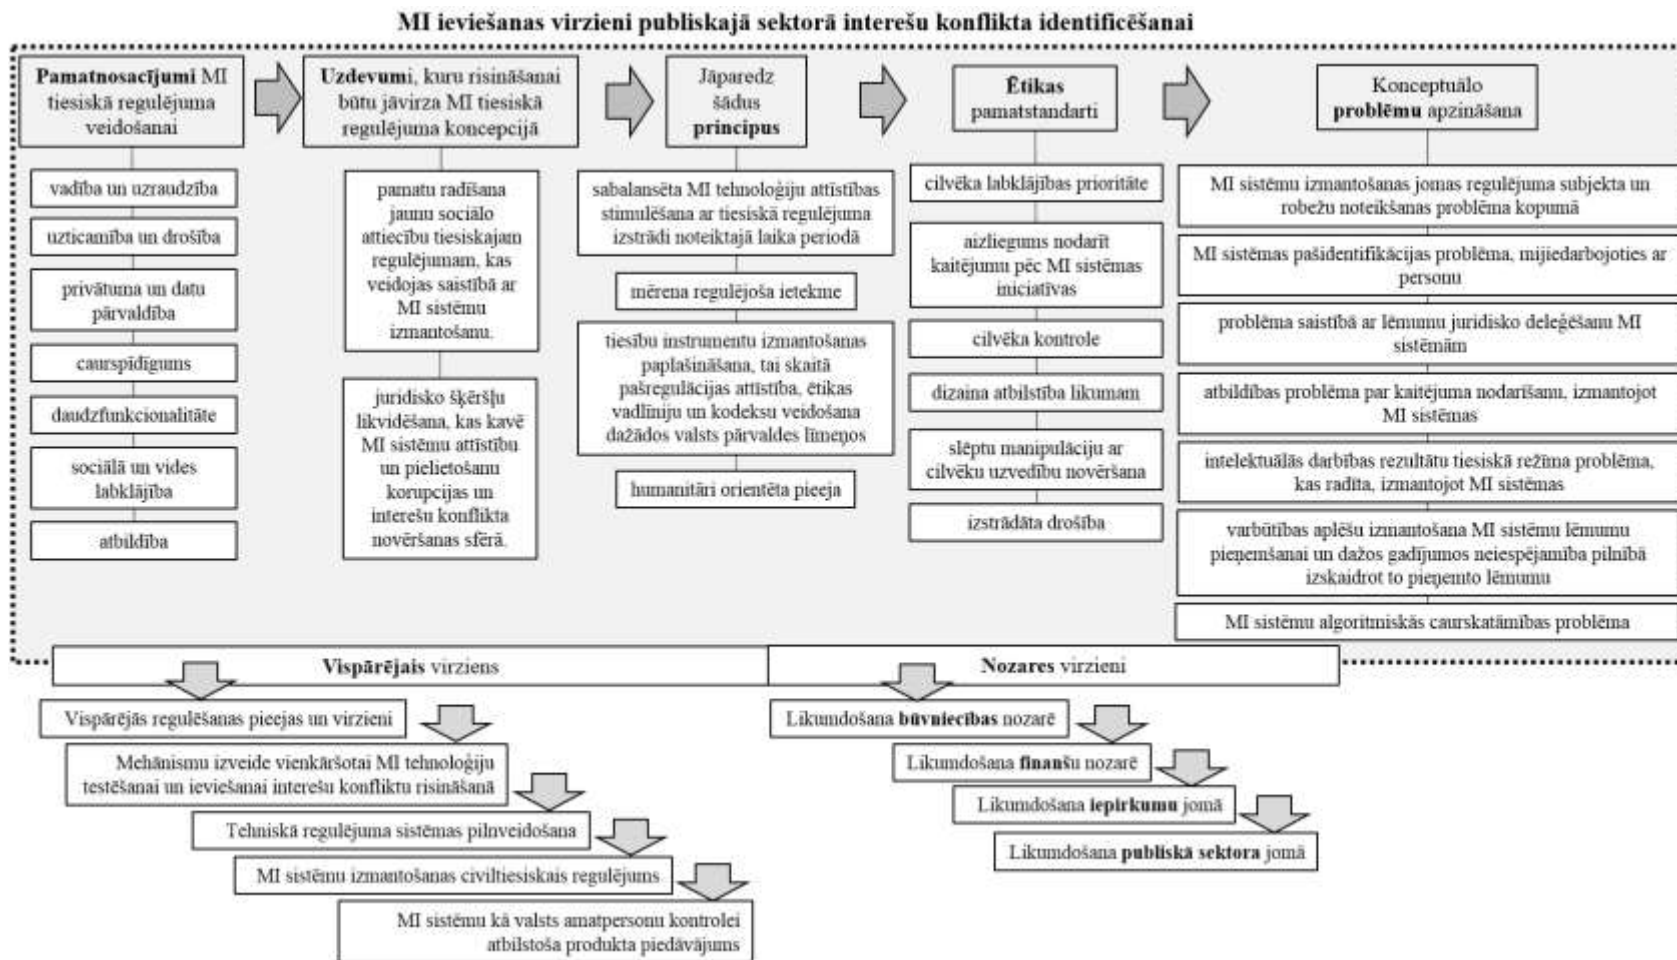 MI ieviešanas virzieni publiskajā sektorā interešu konflikta identificēšanai
Pamatnosacījumi MI
tiesiskā regulējuma
veidošanai
vadība un uzraudzība
uzticamība un drošība
privātuma un datu
pārvaldība
caurspīdīgums
daudzfunkcionalitāte
sociālā un vides
labklājība
atbildība
Uzdevumi, kuru risināšanai
būtu jāvirza MI tiesiskā
regulējuma koncepcijā
pamatu radīšana
jaunu sociālo
attiecību tiesiskajam
regulējumam, kas
veidojas saistībā ar
MI sistēmu
izmantošanu.
juridisko šķēršļu
likvidēšana, kas kavē
MI sistēmu attīstību
un pielietošanu
korupcijas un
interešu konflikta
novēršanas sfērā.
Jāparedz
šādus
principus
sabalansēta MI tehnoloģiju attīstības
stimulēšana ar tiesiskā regulējuma
izstrādi noteiktajā laika periodā
mērena regulējoša ietekme
tiesību instrumentu izmantošanas
paplašināšana, tai skaitā
pašregulācijas attīstība, ētikas
vadlīniju un kodeksu veidošana
dažādos valsts pārvaldes līmeņos
humanitāri orientēta pieeja
Ētikas
pamatstandarti
cilvēka labklājības prioritāte
aizliegums nodarīt
kaitējumu pēc MI sistēmas
iniciatīvas
cilvēka kontrole
dizaina atbilstība likumam
slēptu manipulāciju ar
cilvēku uzvedību novēršana
izstrādāta drošība
Konceptuālo
problēmu apzināšana
MI sistēmu izmantošanas jomas regulējuma subjekta un
robežu noteikšanas problēma kopumā
MI sistēmas pašidentifikācijas problēma, mijiedarbojoties ar
personu
problēma saistībā ar lēmumu juridisko deleģēšanu MI
sistēmām
atbildības problēma par kaitējuma nodarīšanu, izmantojot
MI sistēmas
intelektuālās darbības rezultātu tiesiskā režīma problēma,
kas radīta, izmantojot MI sistēmas
varbūtības aplēšu izmantošana MI sistēmu lēmumu
pieņemšanai un dažos gadījumos neiespējamība pilnībā
izskaidrot to pieņemto lēmumu
MI sistēmu algoritmiskās caurskatāmības problēma
Vispārējais virziens
Vispārējās regulēšanas pieejas un virzieni
Mehānismu izveide vienkāršotai MI tehnoloģiju
testēšanai un ieviešanai interešu konfliktu risināšanā
Tehniskā regulējuma sistēmas pilnveidošana
MI sistēmu izmantošanas civiltiesiskais regulējums
MI sistēmu kā valsts amatpersonu kontrolei
atbilstoša produkta piedāvājums
Nozares virzieni
Likumdošana būvniecības nozarē
Likumdošana finanšu nozarē
Likumdošana iepirkumu jomā
Likumdošana publiskā sektora jomā